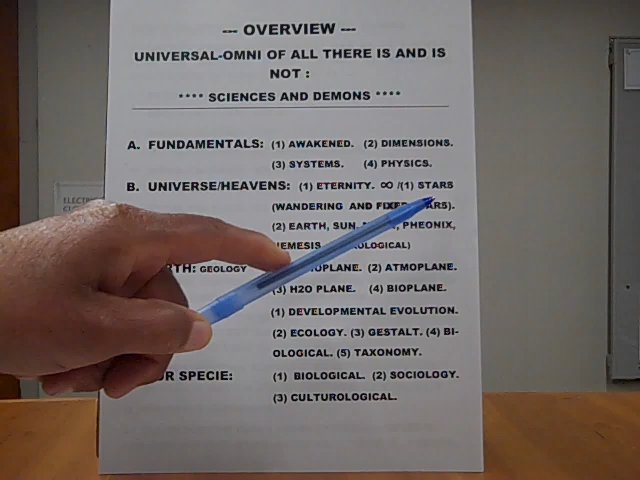 --- OVERVIEW ---
UNIVERSAL-OMNI OF ALL THERE IS AND IS
NOT :
**** SCIENCES AND DEMONS ****
A. FUNDAMENTALS: (1) AWAKENED. (2) DIMENSIONS.
(3) SYSTEMS. (4) PHYSICS.
B. UNIVERSE/HEAVENS: (1) ETERNITY. ∞ /(1) STARS
(WANDERING AND FIXED
(2) EARTH, SUN, PHEONIX,
GEOLOGY (2) ATMOPLANE.
(3) H2O PLANE. (4) BIOPLANE.
(1) DEVELOPMENTAL EVOLUTION.
(2) ECOLOGY. (3) GESTALT. (4) BI-
OLOGICAL. (5) TAXONOMY.
SPECIE: (1) BIOLOGICAL. (2) SOCIOLOGY.
(3) CULTUROLOGICAL.